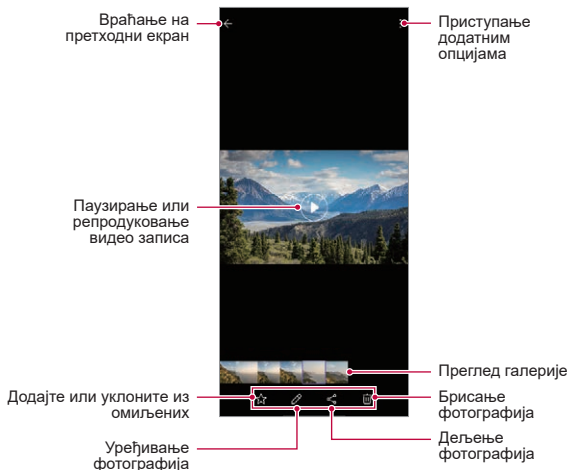 Враћање на
претходни екран
Приступање
додатним
опцијама
Паузирање или
репродуковање
видео записа
Преглед галерије
Додајте или уклоните из
омиљених
Брисање
фотографија
Уређивање
фотографија
Дељење
фотографија